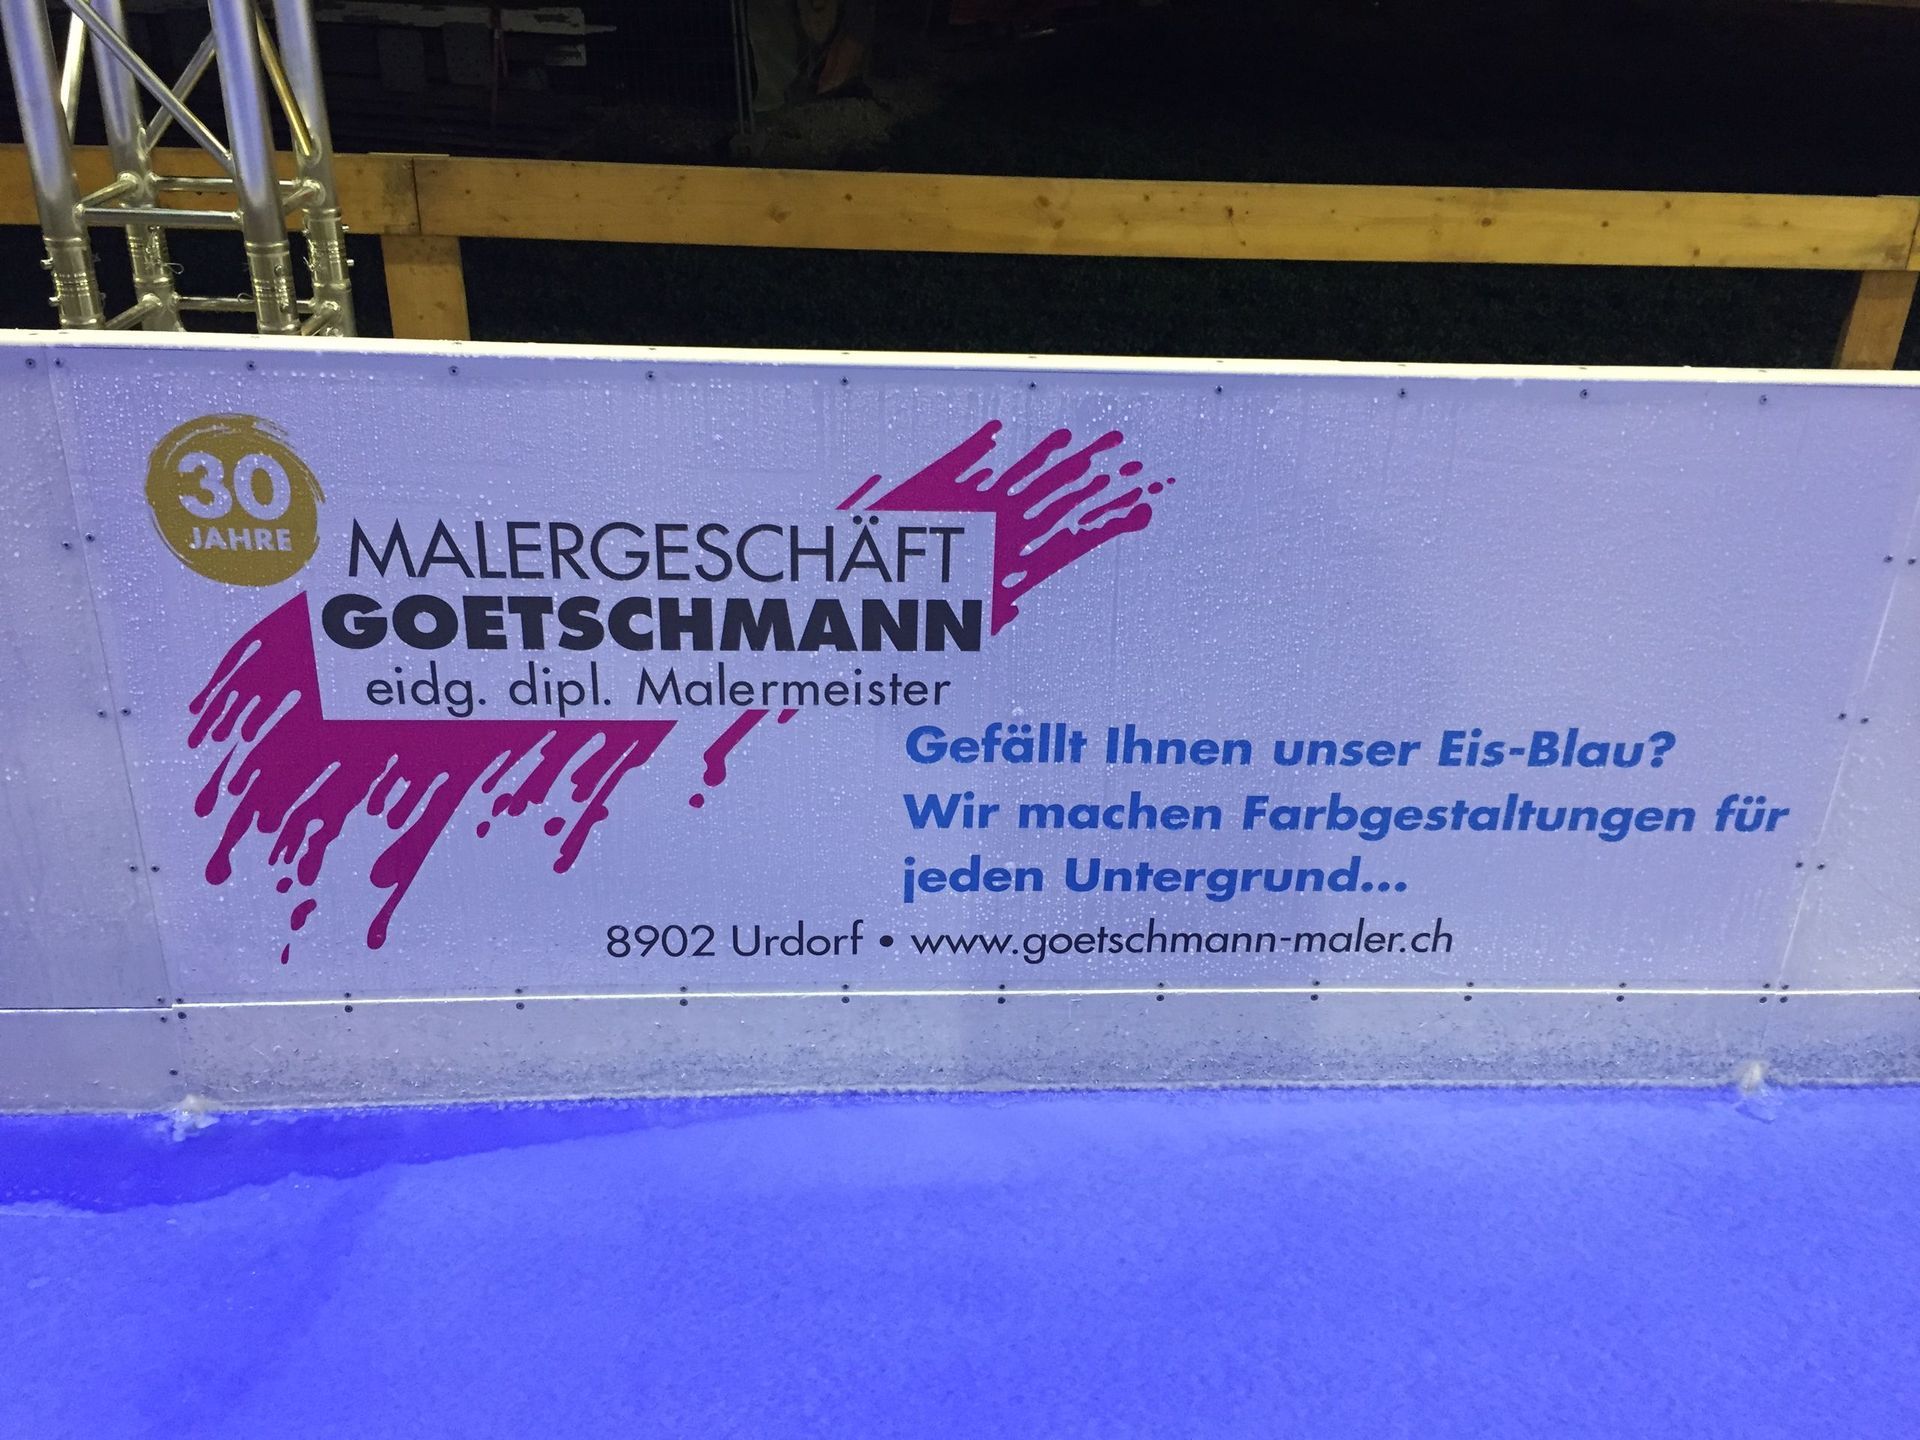 30
JAHRE
MALERGESCHÄFT
GOETSCHMANN
eidg. dipl. Malermeister
Gefällt Ihnen unser Eis-Blau?
Wir machen Farbgestaltungen für
jeden Untergrund...
8902 Urdorf • www.goetschmann-maler.ch